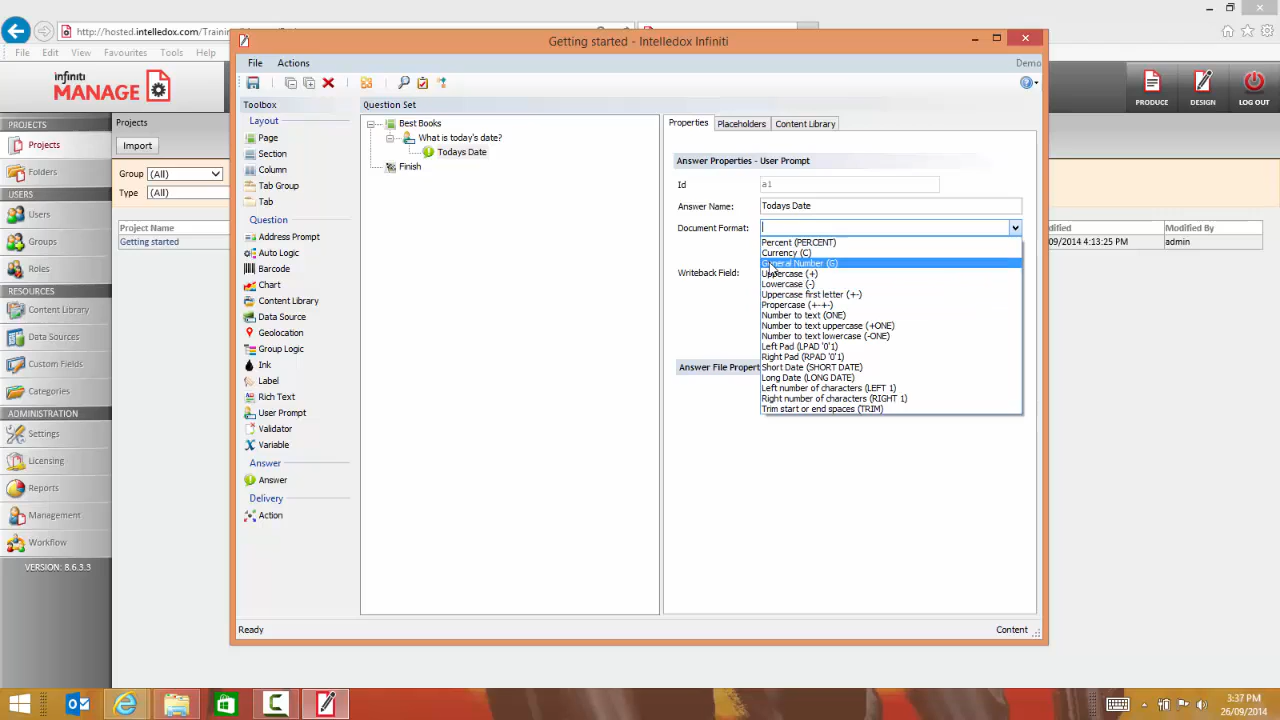 http://hosted.intelledox.com/Train
File Edit View Favourites Tools Help
infiniti
MANAGE
PRODUCE
DESIGN
LOG OUT
PROJECTS
Projects
Folders
USERS
Users
Groups
Roles
RESOURCES
Content Library
Data Sources
Custom Fields
Categories
ADMINISTRATION
Settings
Licensing
Reports
Management
Workflow
VERSION: 8.6.3.3
Projects
Import
Group (All)
Type (All)
Project Name
Getting started
Modified By
09/2014 4:13:25 PM admin
Getting started - Intelledox Infiniti
File Actions
Demo
Toolbox
Layout
Page
Section
Column
Tab Group
Tab
Question
Address Prompt
Auto Logic
Barcode
Chart
Content Library
Data Source
Geolocation
Group Logic
Ink
Label
Rich Text
User Prompt
Validator
Variable
Answer
Answer
Delivery
Action
Question Set
Best Books
What is today's date?
Todays Date
Finish
Properties Placeholders Content Library
Answer Properties - User Prompt
Id a1
Answer Name: Todays Date
Document Format:
Percent (PERCENT)
Currency (C)
General Number (G)
Uppercase (+)
Lowercase (-)
Uppercase first letter (+-)
Propercase (+-+-)
Number to text (ONE)
Number to text uppercase (+ONE)
Number to text lowercase (-ONE)
Left Pad (LPAD '0'1)
Right Pad (RPAD '0'1)
Short Date (SHORT DATE)
Long Date (LONG DATE)
Left number of characters (LEFT 1)
Right number of characters (RIGHT 1)
Trim start or end spaces (TRIM)
Writeback Field:
Answer File Propert
Ready
Content
3:37 PM
26/09/2014